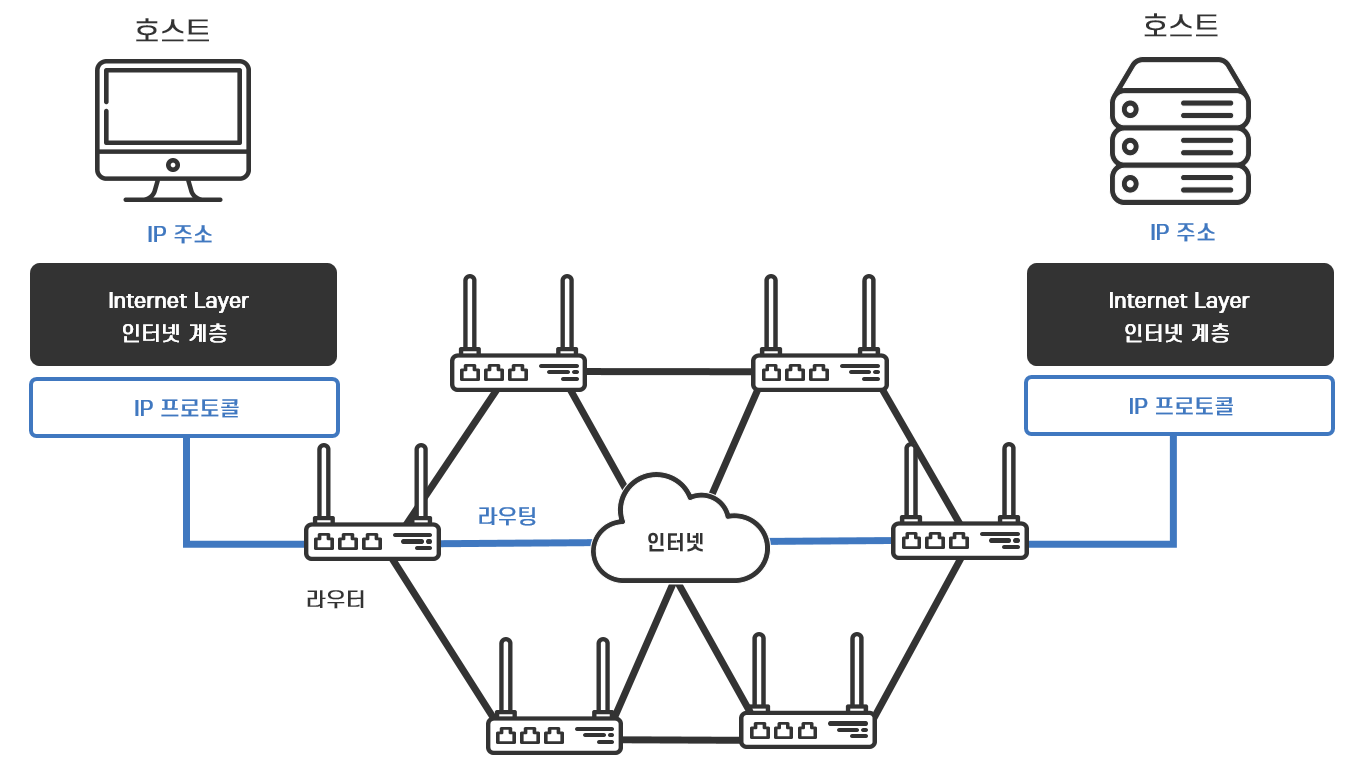 호스트
호스트
IP 주소
IP 주소
Internet Layer
인터넷 계층
Internet Layer
인터넷 계층
IP 프로토콜
IP 프로토콜
라우팅
인터넷
라우터